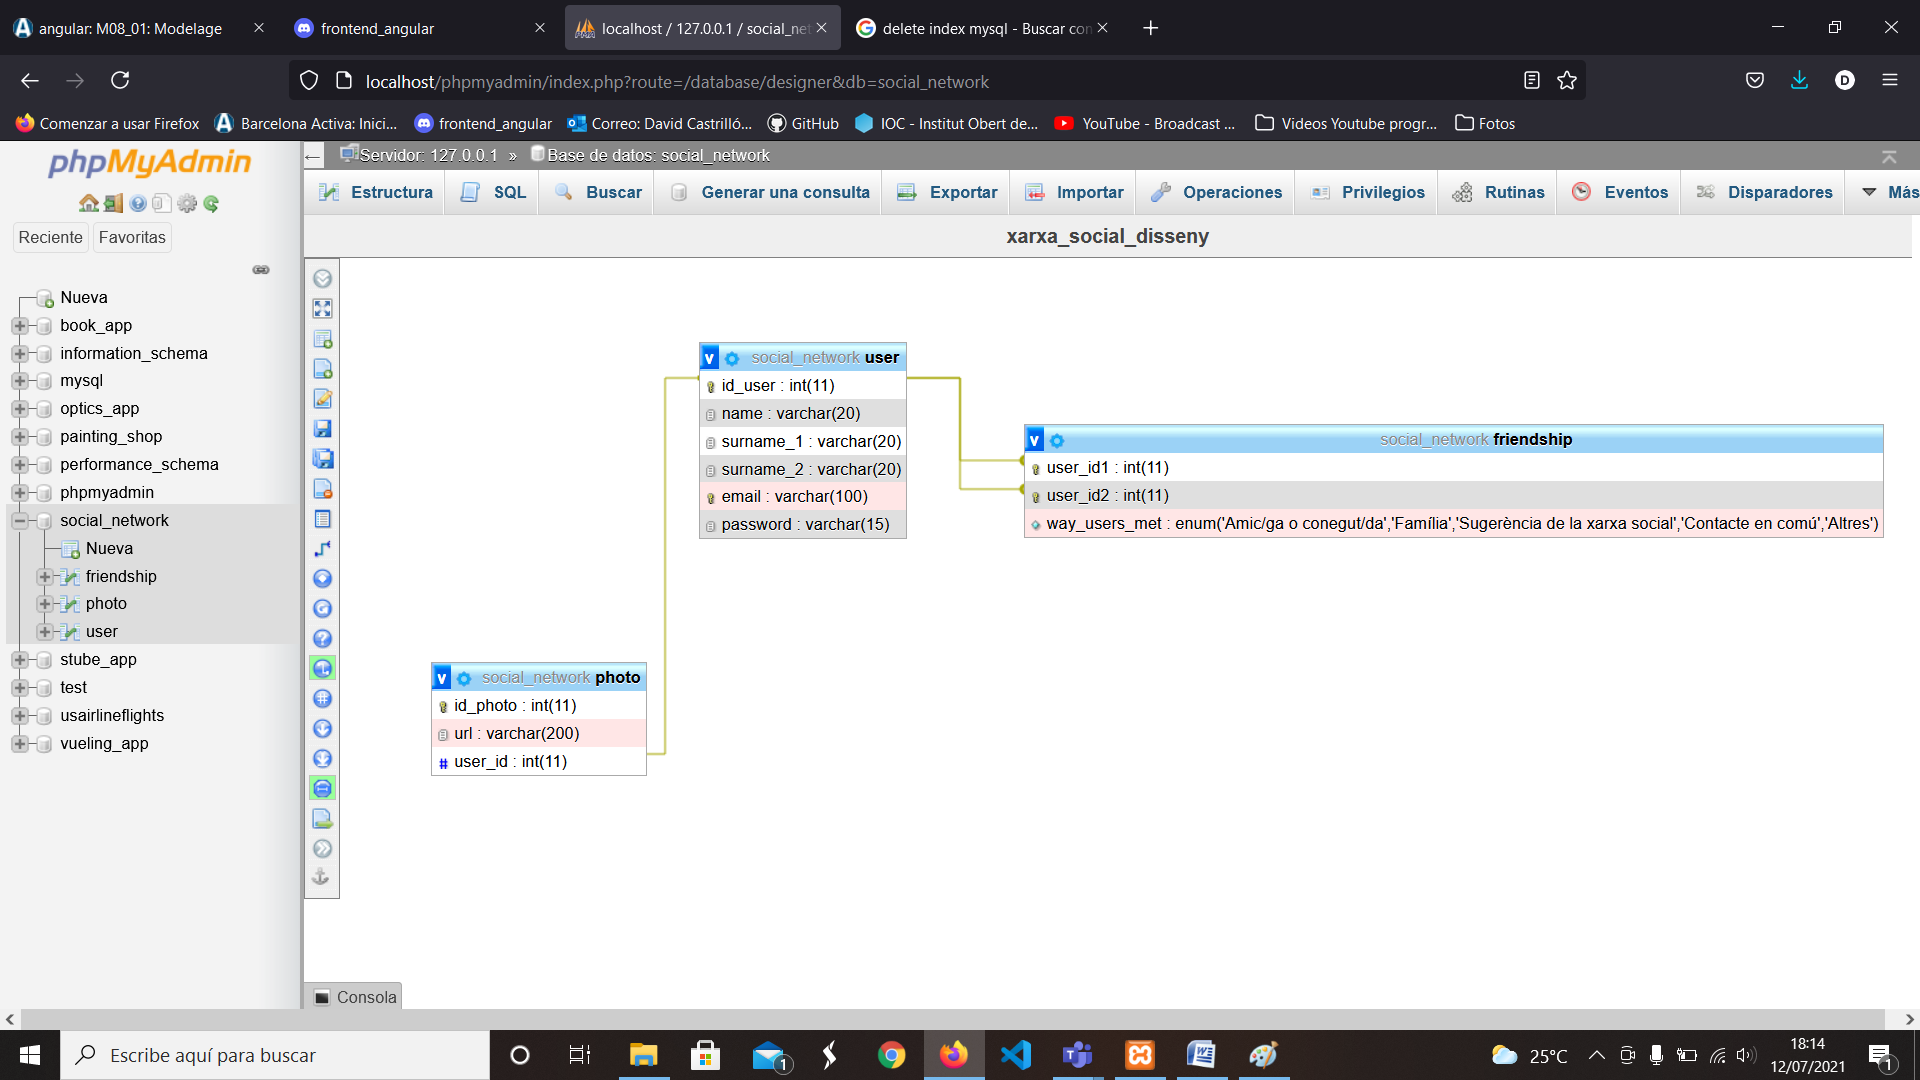 angular: M08_01: Modelage
frontend_angular
localhost / 127.0.0.1 / social_net
delete index mysql - Buscar con
localhost/phpmyadmin/index.php?route=/database/designer&db=social_network
D
Comenzar a usar Firefox
Barcelona Activa: Inici...
frontend_angular
Correo: David Castrilló...
GitHub
IOC - Institut Obert de...
YouTube - Broadcast ...
Videos Youtube progr...
Fotos
phpMyAdmin
Servidor: 127.0.0.1 » Base de datos: social_network
Estructura
SQL
Buscar
Generar una consulta
Exportar
Importar
Operaciones
Privilegios
Rutinas
Eventos
Disparadores
Más
Reciente
Favoritas
xarxa_social_disseny
Nueva
book_app
information_schema
mysql
optics_app
painting_shop
performance_schema
phpmyadmin
social_network
Nueva
friendship
photo
user
stube_app
test
usairlineflights
vueling_app
v social_network user
id_user : int(11)
name : varchar(20)
surname_1 : varchar(20)
surname_2 : varchar(20)
email : varchar(100)
password : varchar(15)
v social_network friendship
user_id1 : int(11)
user_id2 : int(11)
way_users_met : enum('Amic/ga o conegut/da','Família','Sugerència de la xarxa social','Contacte en comú','Altres')
v social_network photo
id_photo : int(11)
url : varchar(200)
# user_id : int(11)
Consola
Escribe aquí para buscar
1
25°C
18:14
12/07/2021
1